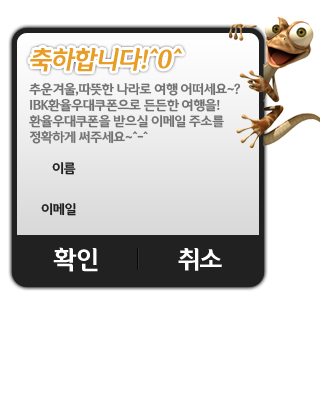 축하합니다!^0^
추운겨울,따뜻한 나라로 여행 어떠세요~?
IBK환율우대쿠폰으로 든든한 여행을!
환율우대쿠폰을 받으실 이메일 주소를
정확하게 써주세요~^-^
이름
이메일
확인 취소